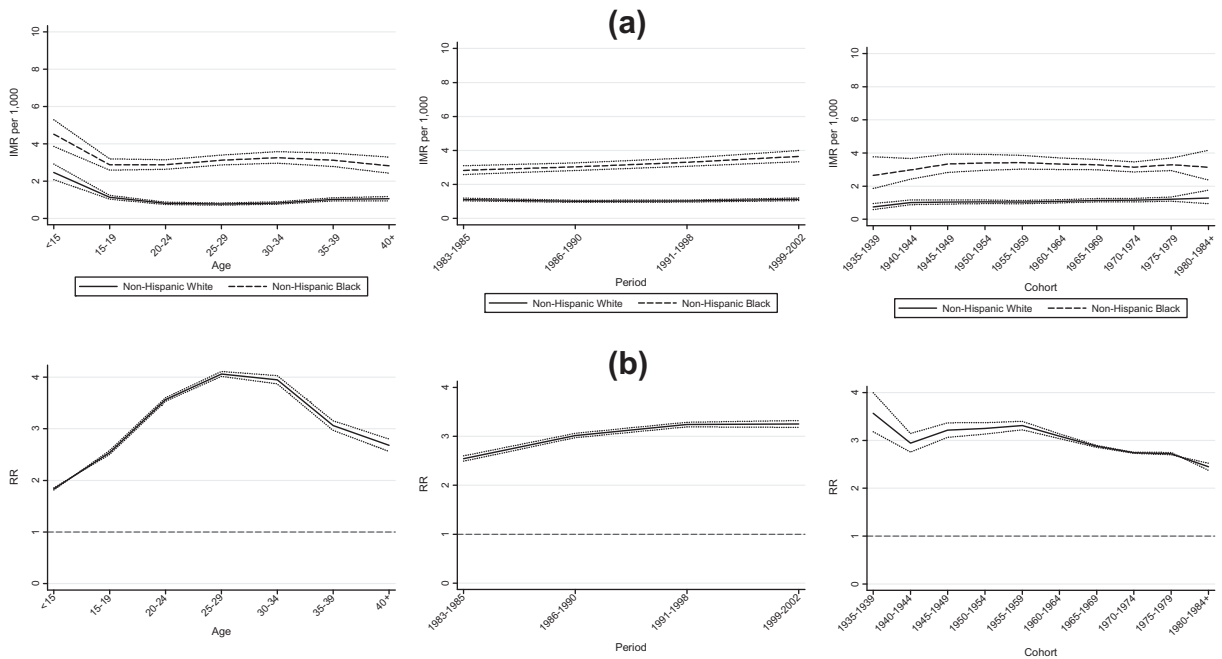 (a)
IMR per 1,000
0 2 4 6 8 10
<15 15-19 20-24 25-29 30-34 35-39 40+
Age
Non-Hispanic White Non-Hispanic Black
IMR per 1,000
0 2 4 6 8 10
1983-1985 1986-1990 1991-1998 1999-2002
Period
Non-Hispanic White Non-Hispanic Black
IMR per 1,000
0 2 4 6 8 10
1935-1939 1940-1944 1945-1949 1950-1954 1955-1959 1960-1964 1965-1969 1970-1974 1975-1979 1980-1984+
Cohort
Non-Hispanic White Non-Hispanic Black
(b)
RR
0 1 2 3 4
<15 15-19 20-24 25-29 30-34 35-39 40+
Age
RR
0 1 2 3 4
1983-1985 1986-1990 1991-1998 1999-2002
Period
RR
0 1 2 3 4
1935-1939 1940-1944 1945-1949 1950-1954 1955-1959 1960-1964 1965-1969 1970-1974 1975-1979 1980-1984+
Cohort